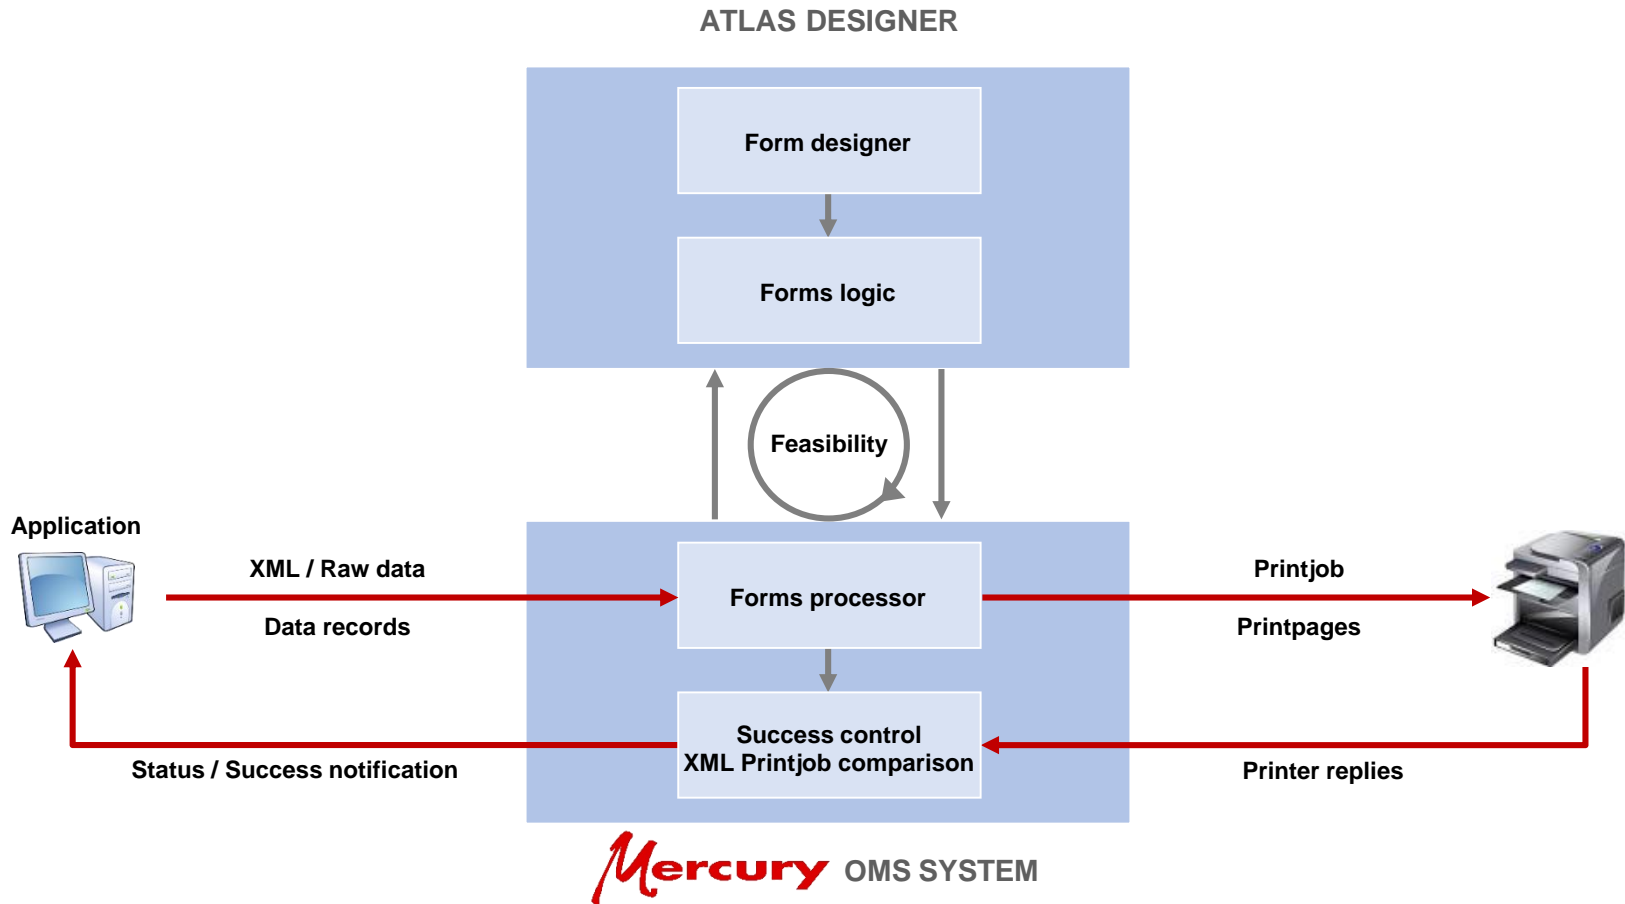 ATLAS DESIGNER
Form designer
Forms logic
Feasibility
Application
XML / Raw data
Data records
Forms processor
Printjob
Printpages
Success control
XML Printjob comparison
Status / Success notification
Printer replies
Mercury OMS SYSTEM